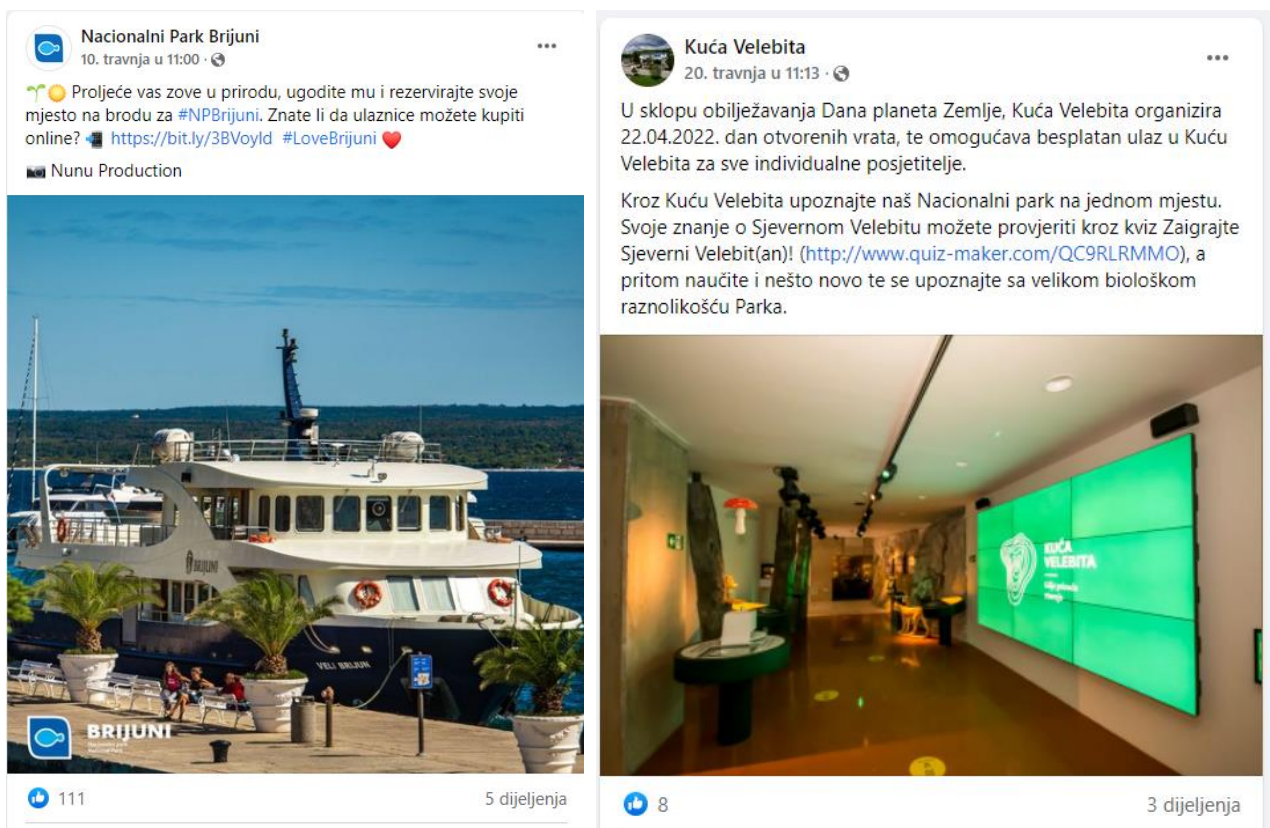 Nacionalni Park Brijuni
10. travnja u 11:00 ·
Proljeće vas zove u prirodu, ugodite mu i rezervirajte svoje
mjesto na brodu za #NPBrijuni. Znate li da ulaznice možete kupiti
online? https://bit.ly/3BVoyld #LoveBrijuni
Nunu Production
BRIJUNI
VELI BRIJUN
BRIJUNI
Nacionalni park
National Park
111
5 dijeljenja
Kuća Velebita
20. travnja u 11:13 ·
U sklopu obilježavanja Dana planeta Zemlje, Kuća Velebita organizira
22.04.2022. dan otvorenih vrata, te omogućava besplatan ulaz u Kuću
Velebita za sve individualne posjetitelje.
Kroz Kuću Velebita upoznajte naš Nacionalni park na jednom mjestu.
Svoje znanje o Sjevernom Velebitu možete provjeriti kroz kviz Zaigrajte
Sjeverni Velebit(an)! (http://www.quiz-maker.com/QC9RLRMMO), a
pritom naučite i nešto novo te se upoznajte sa velikom biološkom
raznolikošću Parka.
KUĆA
VELEBITA
8
3 dijeljenja